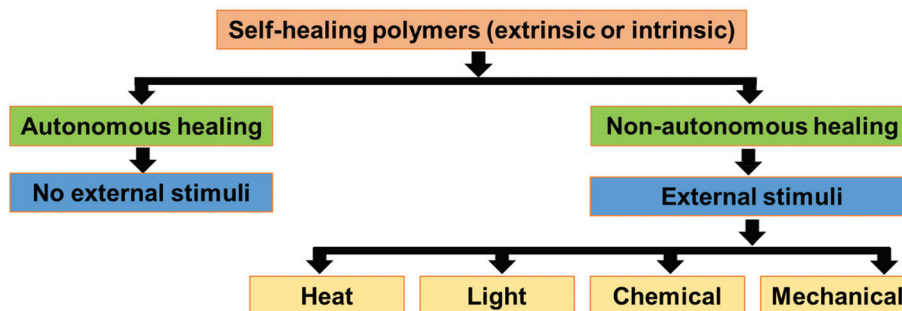 Self-healing polymers (extrinsic or intrinsic)
Autonomous healing
Non-autonomous healing
No external stimuli
External stimuli
Heat
Light
Chemical
Mechanical